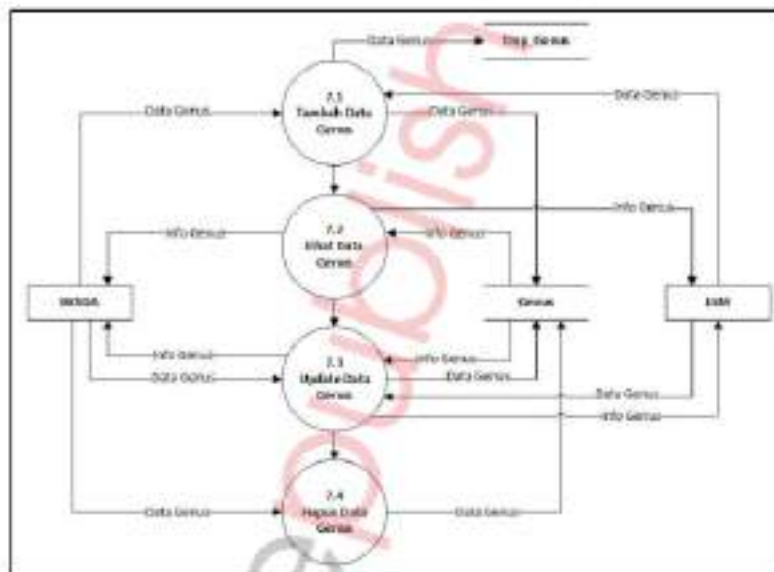 Data Genus
Data Genus
7.1
Tambah Data
Genus
Data Genus
Data Genus
7.2
Lihat Data
Genus
Info Genus
Info Genus
Info Genus
Genus
Info Genus
7.3
Update Data
Genus
Info Genus
Data Genus
Data Genus
Data Genus
Info Genus
7.4
Hapus Data
Genus
Data Genus
Data Genus
publish